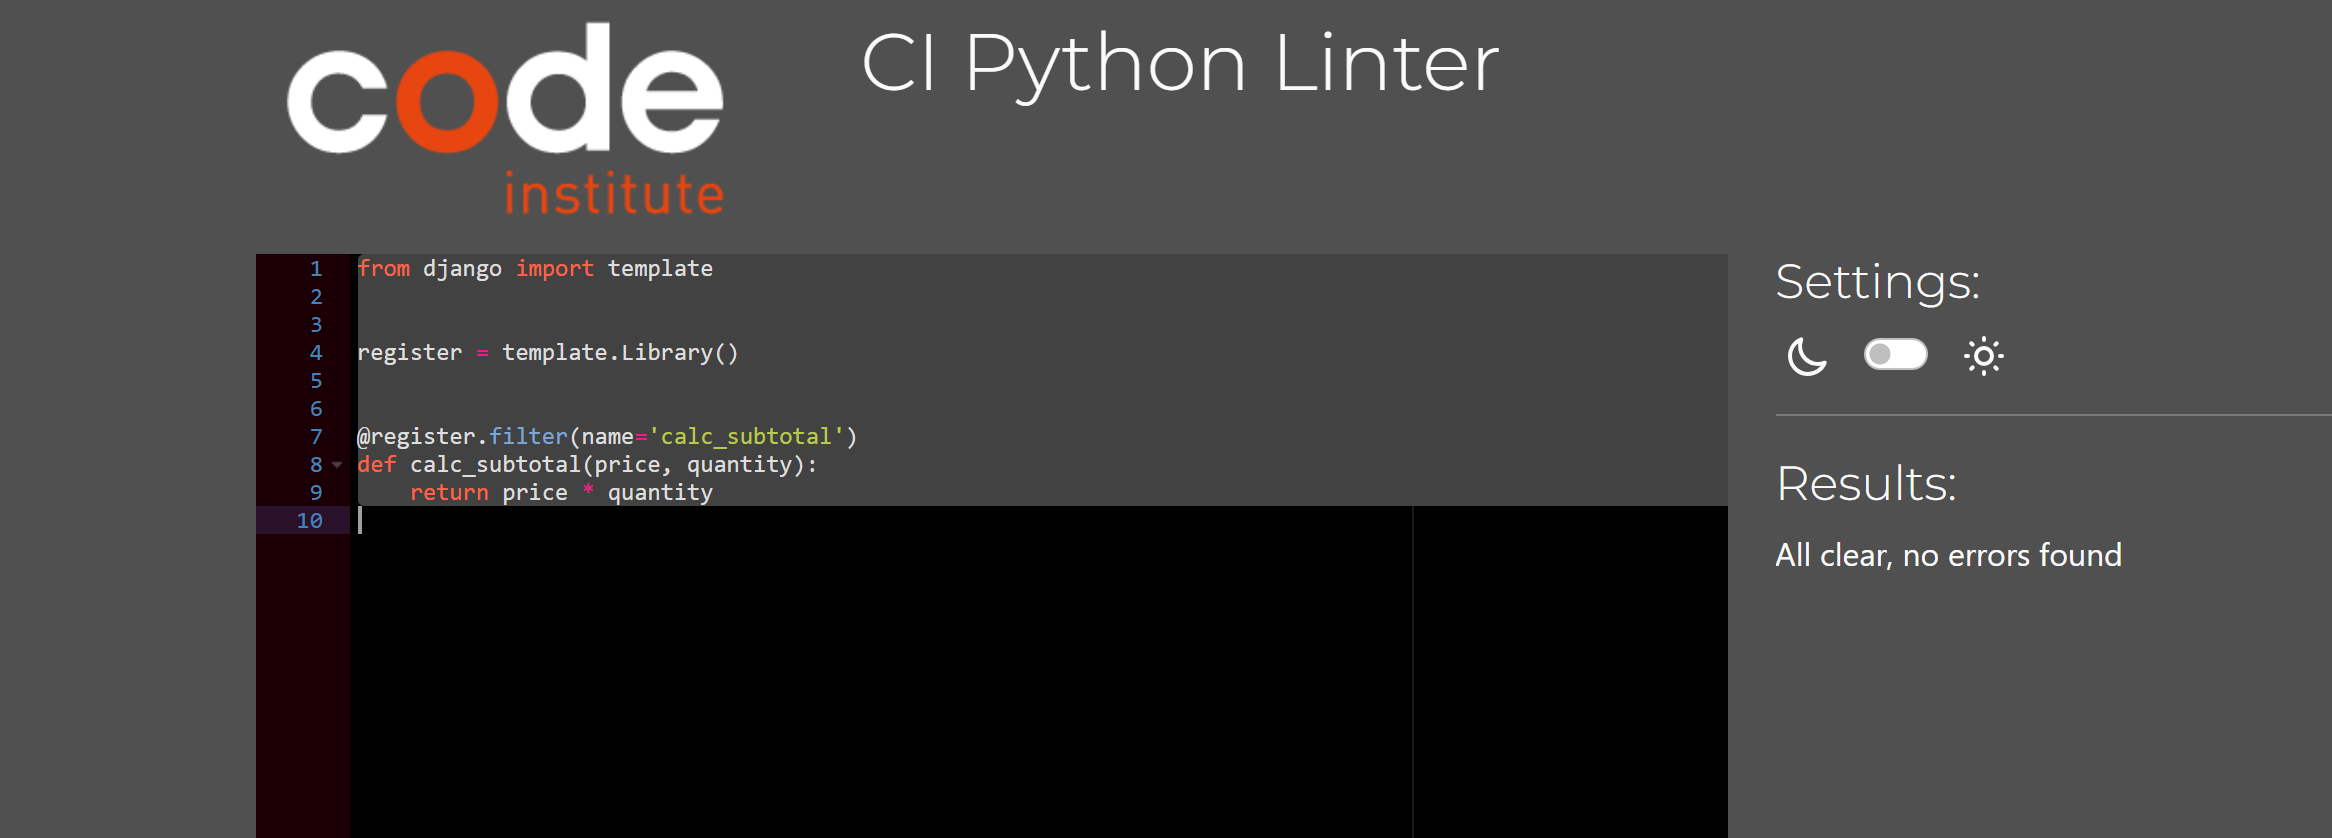 code
institute
CI Python Linter
1 from django import template
2
3
4 register = template.Library()
5
6
7 @register.filter(name='calc_subtotal')
8 def calc_subtotal(price, quantity):
9     return price * quantity
10
Settings:
Results:
All clear, no errors found